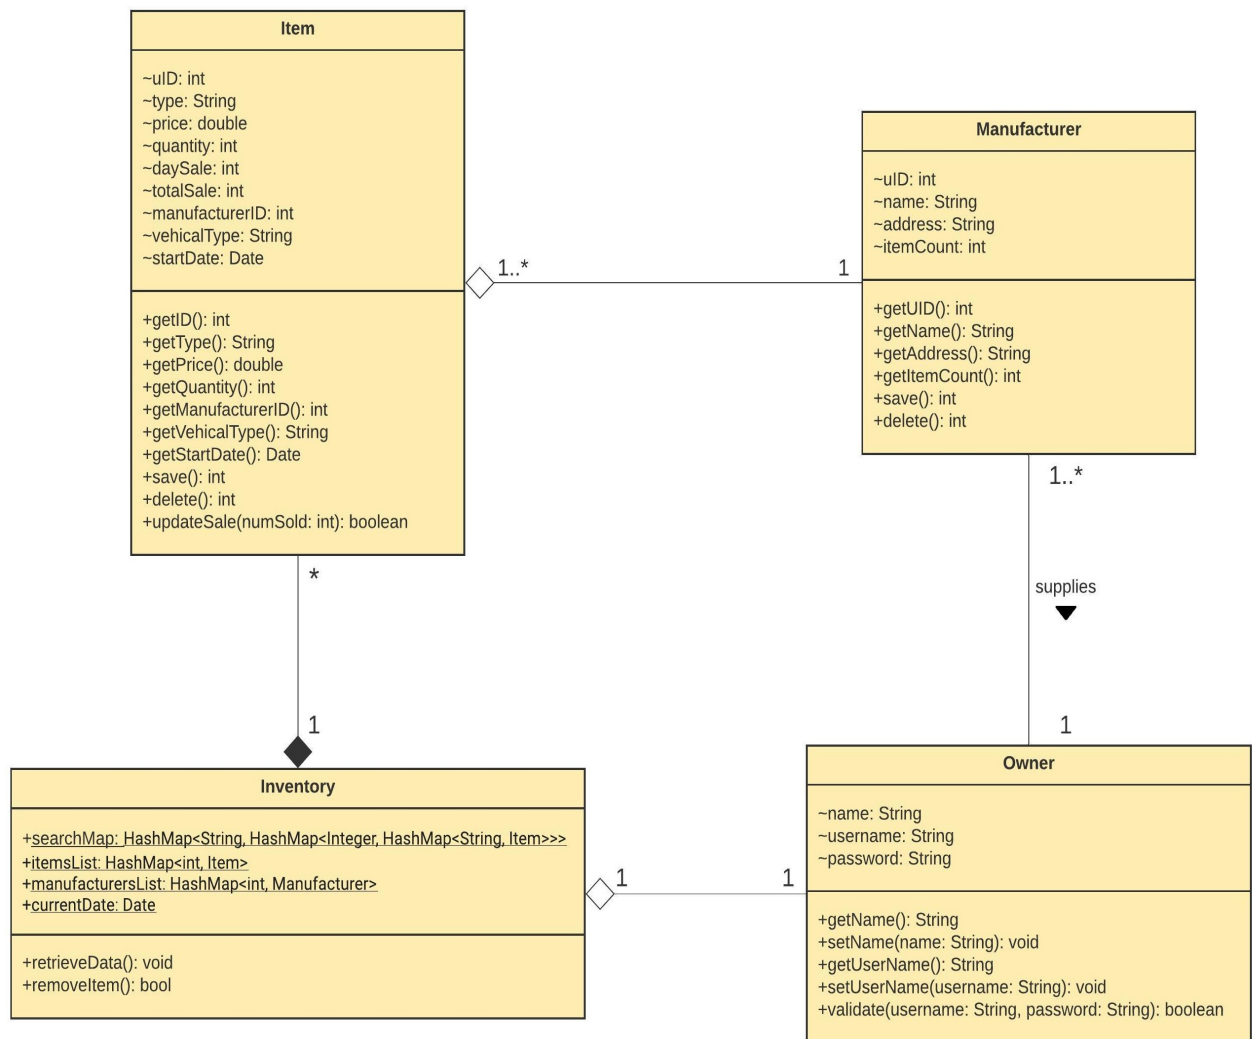 Item
~uID: int
~type: String
~price: double
~quantity: int
~daySale: int
~totalSale: int
~manufacturerID: int
~vehicalType: String
~startDate: Date
+getID(): int
+getType(): String
+getPrice(): double
+getQuantity(): int
+getManufacturerID(): int
+getVehicalType(): String
+getStartDate(): Date
+save(): int
+delete(): int
+updateSale(numSold: int): boolean
1..*
1
Manufacturer
~uID: int
~name: String
~address: String
~itemCount: int
+getUID(): int
+getName(): String
+getAddress(): String
+getItemCount(): int
+save(): int
+delete(): int
*
1
1..*
supplies
1
Inventory
+searchMap: HashMap<String, HashMap<Integer, HashMap<String, Item>>>
+itemsList: HashMap<int, Item>
+manufacturersList: HashMap<int, Manufacturer>
+currentDate: Date
+retrieveData(): void
+removeItem(): bool
1
1
Owner
~name: String
~username: String
~password: String
+getName(): String
+setName(name: String): void
+getUserName(): String
+setUserName(username: String): void
+validate(username: String, password: String): boolean